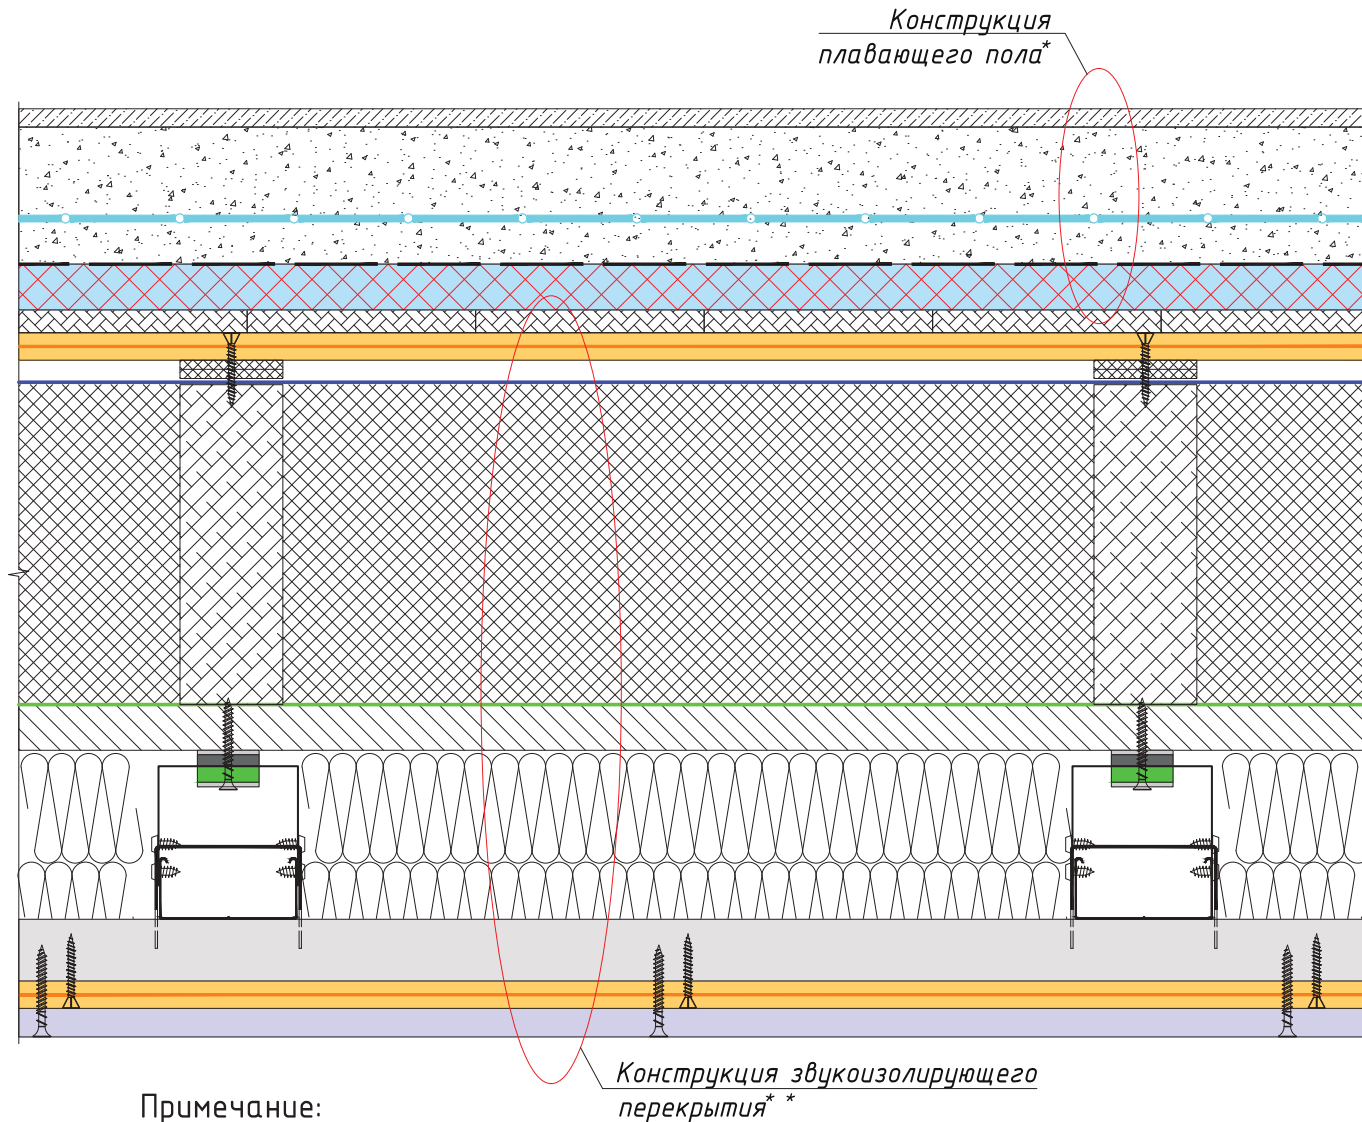 Конструкция
плавающего пола*
Конструкция звукоизолирующего
перекрытия* *
Примечание: